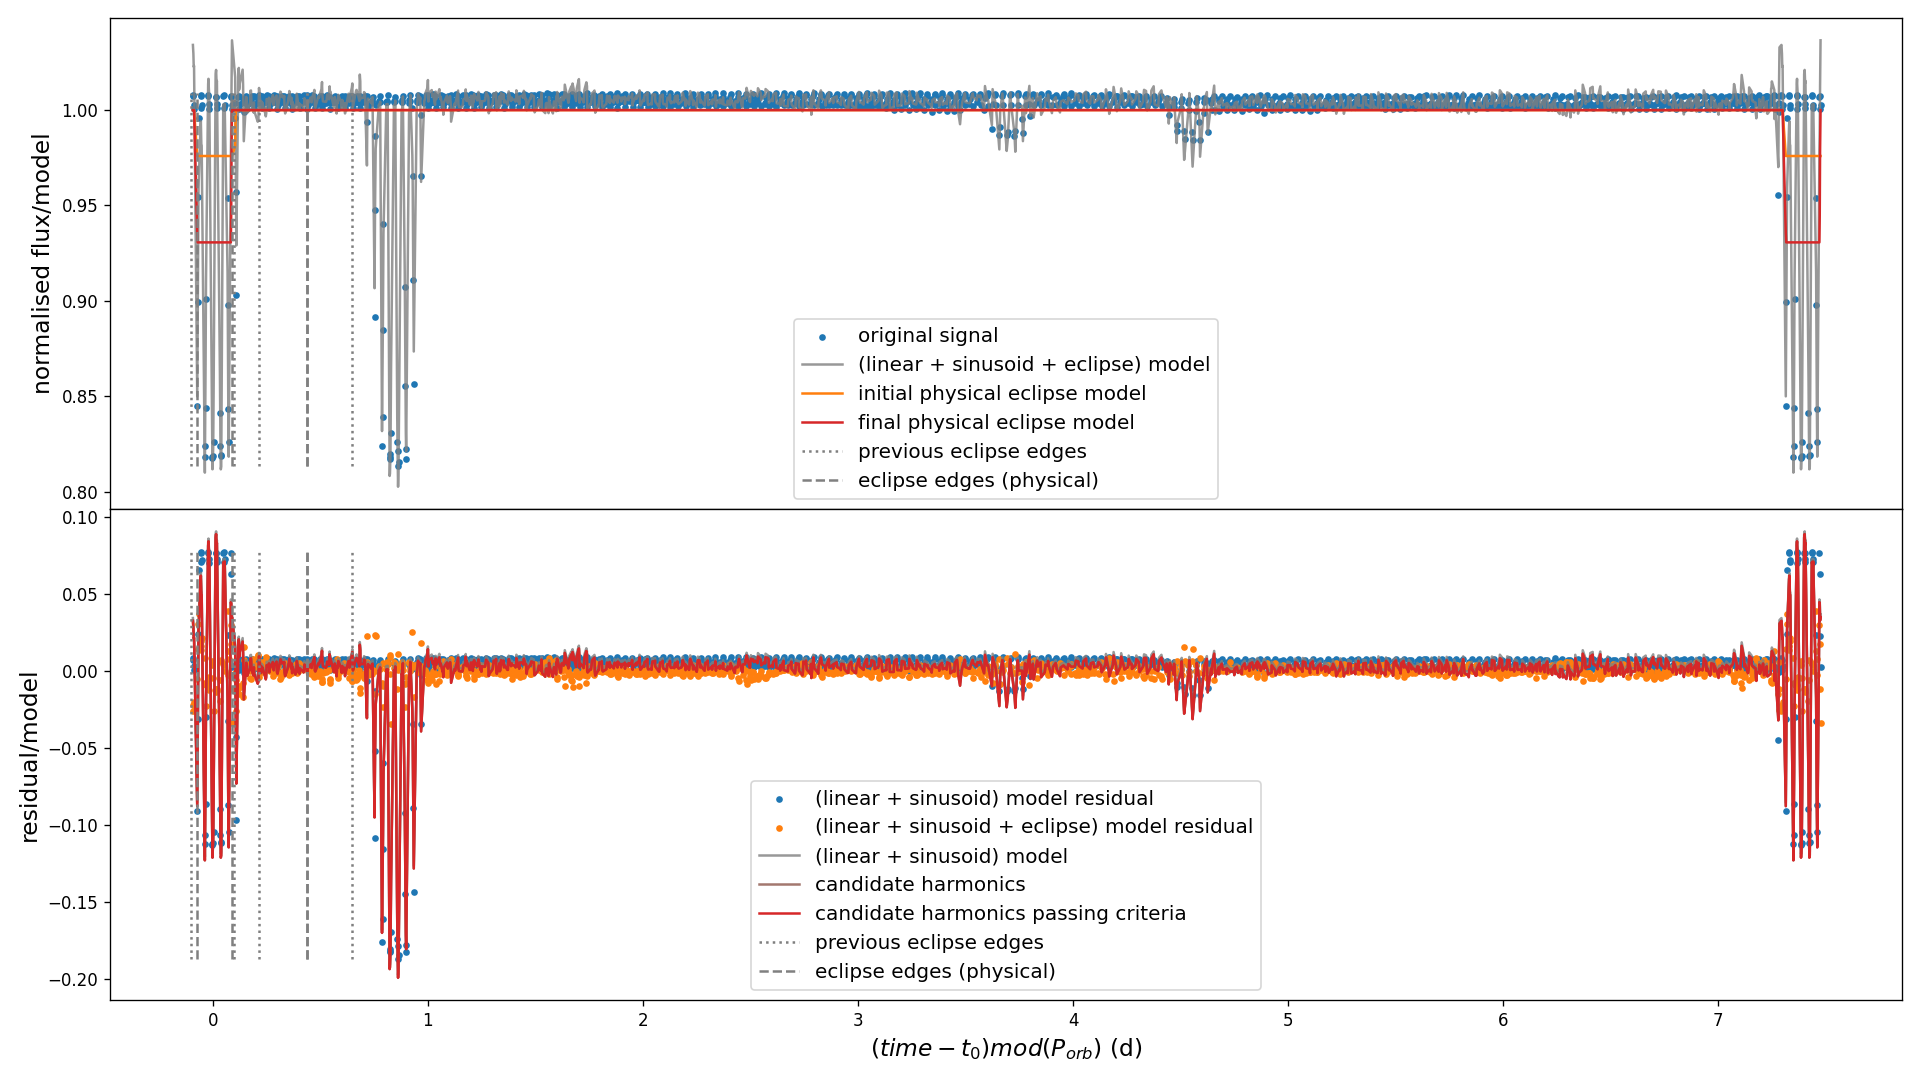 normalised flux/model
1.00
0.95
0.90
0.85
0.80
original signal
(linear + sinusoid + eclipse) model
initial physical eclipse model
final physical eclipse model
previous eclipse edges
eclipse edges (physical)
residual/model
0.10
0.05
0.00
−0.05
−0.10
−0.15
−0.20
(linear + sinusoid) model residual
(linear + sinusoid + eclipse) model residual
(linear + sinusoid) model
candidate harmonics
candidate harmonics passing criteria
previous eclipse edges
eclipse edges (physical)
0 1 2 3 4 5 6 7
(time − t₀)mod(P_orb) (d)